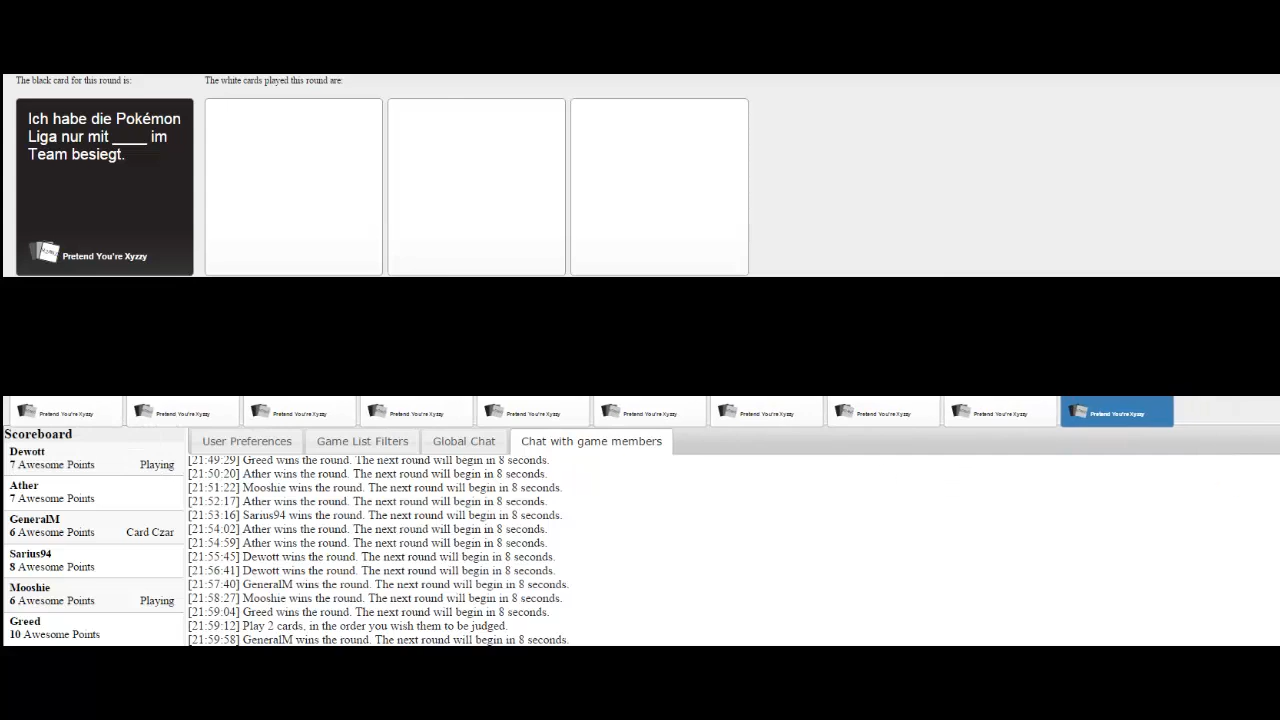 The black card for this round is:
The white cards played this round are:
Ich habe die Pokémon
Liga nur mit ____ im
Team besiegt.
Pretend You're Xyzzy
Pretend You're Xyzzy
Pretend You're Xyzzy
Pretend You're Xyzzy
Pretend You're Xyzzy
Pretend You're Xyzzy
Pretend You're Xyzzy
Pretend You're Xyzzy
Pretend You're Xyzzy
Pretend You're Xyzzy
Pretend You're Xyzzy
Scoreboard
Dewott
7 Awesome Points Playing
Ather
7 Awesome Points
GeneralM
6 Awesome Points Card Czar
Sarius94
8 Awesome Points
Mooshie
6 Awesome Points Playing
Greed
10 Awesome Points
User Preferences
Game List Filters
Global Chat
Chat with game members
[21:49:29] Greed wins the round. The next round will begin in 8 seconds.
[21:50:20] Ather wins the round. The next round will begin in 8 seconds.
[21:51:22] Mooshie wins the round. The next round will begin in 8 seconds.
[21:52:17] Ather wins the round. The next round will begin in 8 seconds.
[21:53:16] Sarius94 wins the round. The next round will begin in 8 seconds.
[21:54:02] Ather wins the round. The next round will begin in 8 seconds.
[21:54:59] Ather wins the round. The next round will begin in 8 seconds.
[21:55:45] Dewott wins the round. The next round will begin in 8 seconds.
[21:56:41] Dewott wins the round. The next round will begin in 8 seconds.
[21:57:40] GeneralM wins the round. The next round will begin in 8 seconds.
[21:58:27] Mooshie wins the round. The next round will begin in 8 seconds.
[21:59:04] Greed wins the round. The next round will begin in 8 seconds.
[21:59:12] Play 2 cards, in the order you wish them to be judged.
[21:59:58] GeneralM wins the round. The next round will begin in 8 seconds.